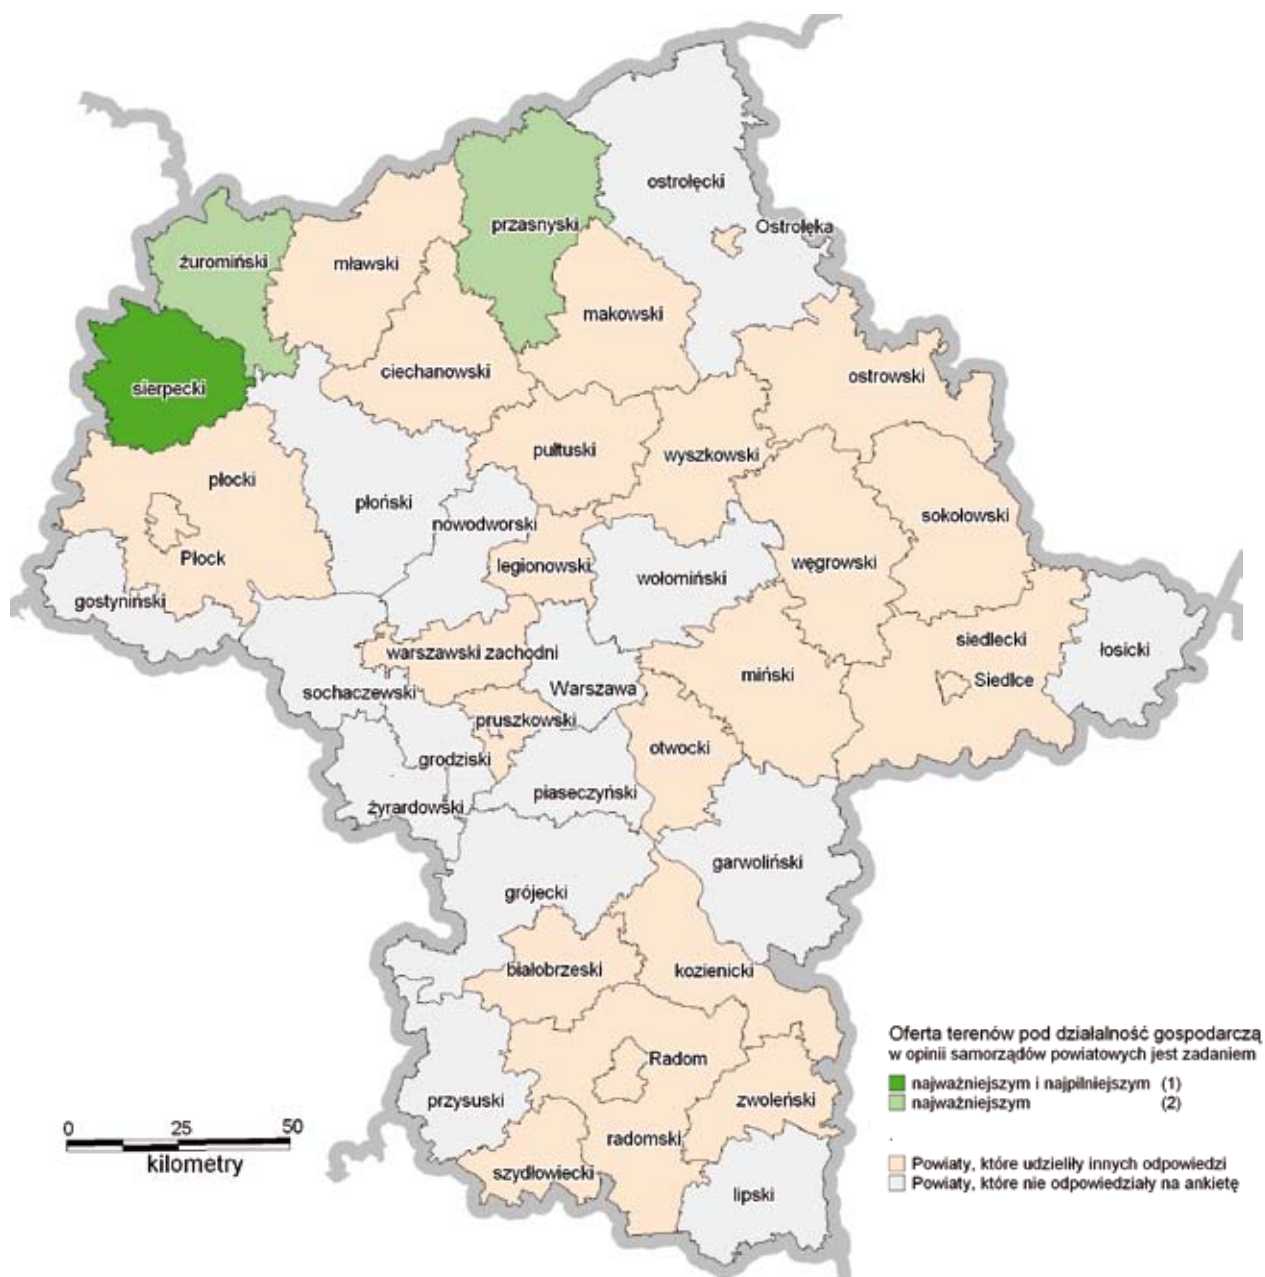 ostrołęcki
przasnyski
Ostrołęka
żuromiński
mławski
makowski
ciechanowski
ostrowski
sierpecki
pułtuski
wyszkowski
płocki
płoński
sokołowski
nowodworski
Płock
legionowski
wołomiński
węgrowski
gostyniński
siedlecki
łosicki
warszawski zachodni
miński
Siedlce
sochaczewski
Warszawa
pruszkowski
otwocki
grodziski
piaseczyński
żyrardowski
garwoliński
grójecki
białobrzeski
kozienicki
Radom
przysuski
zwoleński
radomski
szydłowiecki
lipski
Oferta terenów pod działalność gospodarczą
w opinii samorządów powiatowych jest zadaniem
najważniejszym i najpilniejszym (1)
najważniejszym (2)
.
Powiaty, które udzieliły innych odpowiedzi
Powiaty, które nie odpowiedziały na ankietę
0 25 50
kilometry